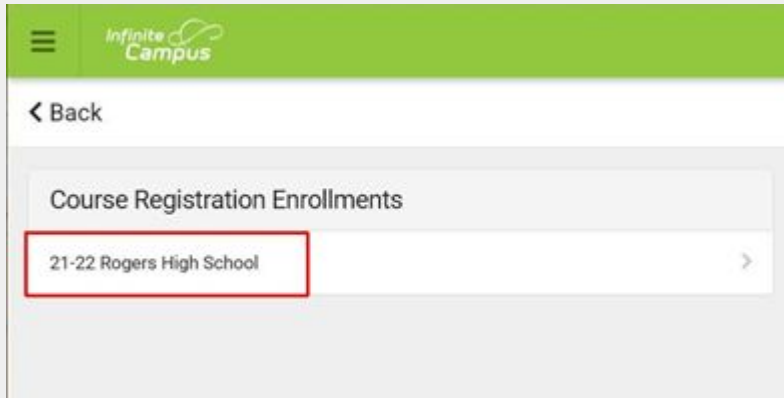 Infinite
Campus
Back
Course Registration Enrollments
21-22 Rogers High School